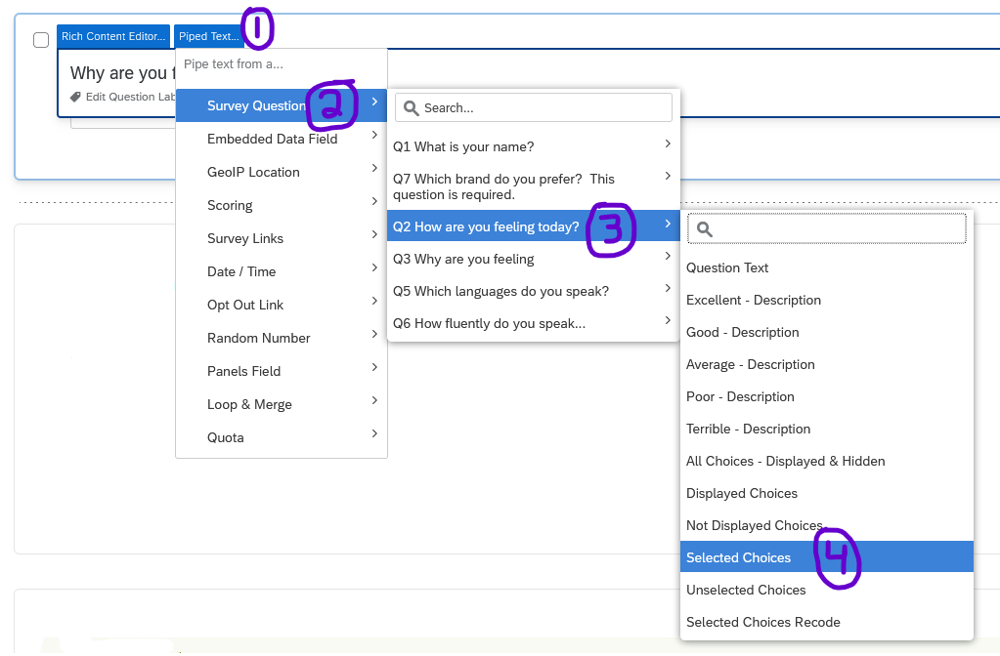 Rich Content Editor... Piped Text... 1
Why are you f
Edit Question Lab
Pipe text from a...
Survey Question 2
Embedded Data Field
GeoIP Location
Scoring
Survey Links
Date / Time
Opt Out Link
Random Number
Panels Field
Loop & Merge
Quota
Search...
Q1 What is your name?
Q7 Which brand do you prefer?  This
question is required.
Q2 How are you feeling today? 3
Q3 Why are you feeling
Q5 Which languages do you speak?
Q6 How fluently do you speak...
Question Text
Excellent - Description
Good - Description
Average - Description
Poor - Description
Terrible - Description
All Choices - Displayed & Hidden
Displayed Choices
Not Displayed Choices
Selected Choices 4
Unselected Choices
Selected Choices Recode